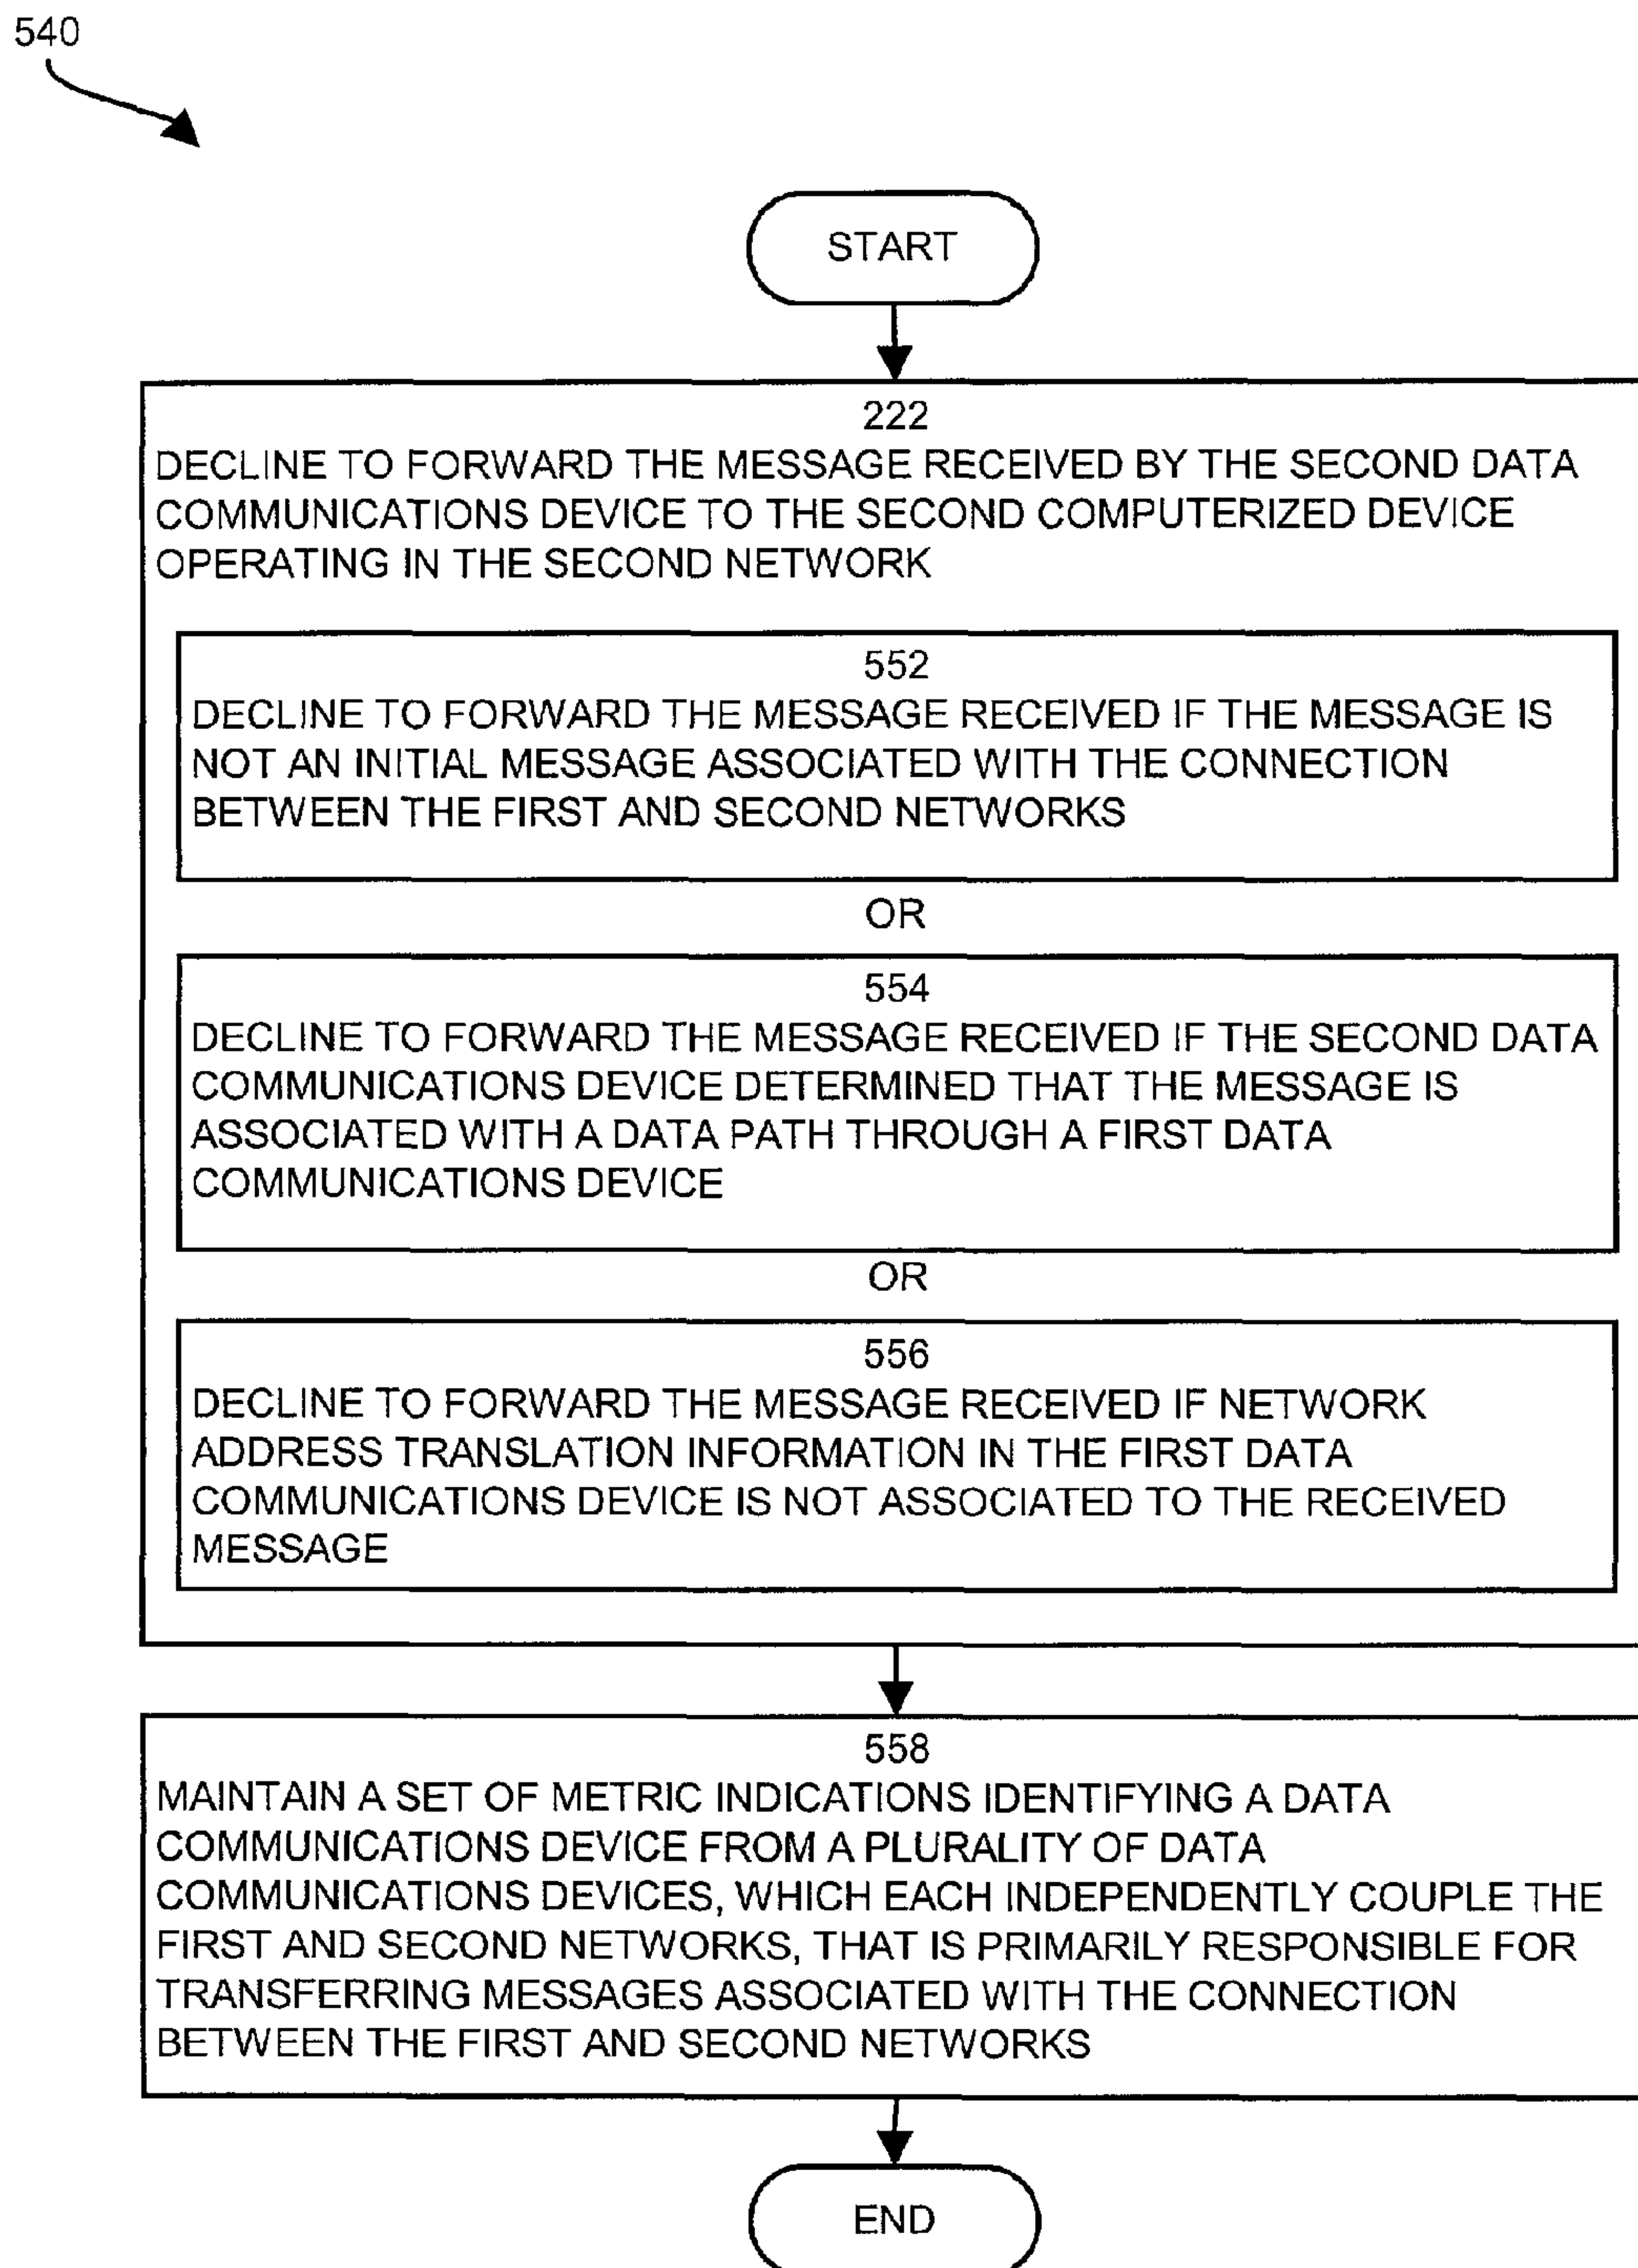 540
START
222
DECLINE TO FORWARD THE MESSAGE RECEIVED BY THE SECOND DATA
COMMUNICATIONS DEVICE TO THE SECOND COMPUTERIZED DEVICE
OPERATING IN THE SECOND NETWORK
552
DECLINE TO FORWARD THE MESSAGE RECEIVED IF THE MESSAGE IS
NOT AN INITIAL MESSAGE ASSOCIATED WITH THE CONNECTION
BETWEEN THE FIRST AND SECOND NETWORKS
OR
554
DECLINE TO FORWARD THE MESSAGE RECEIVED IF THE SECOND DATA
COMMUNICATIONS DEVICE DETERMINED THAT THE MESSAGE IS
ASSOCIATED WITH A DATA PATH THROUGH A FIRST DATA
COMMUNICATIONS DEVICE
OR
556
DECLINE TO FORWARD THE MESSAGE RECEIVED IF NETWORK
ADDRESS TRANSLATION INFORMATION IN THE FIRST DATA
COMMUNICATIONS DEVICE IS NOT ASSOCIATED TO THE RECEIVED
MESSAGE
558
MAINTAIN A SET OF METRIC INDICATIONS IDENTIFYING A DATA
COMMUNICATIONS DEVICE FROM A PLURALITY OF DATA
COMMUNICATIONS DEVICES, WHICH EACH INDEPENDENTLY COUPLE THE
FIRST AND SECOND NETWORKS, THAT IS PRIMARILY RESPONSIBLE FOR
TRANSFERRING MESSAGES ASSOCIATED WITH THE CONNECTION
BETWEEN THE FIRST AND SECOND NETWORKS
END